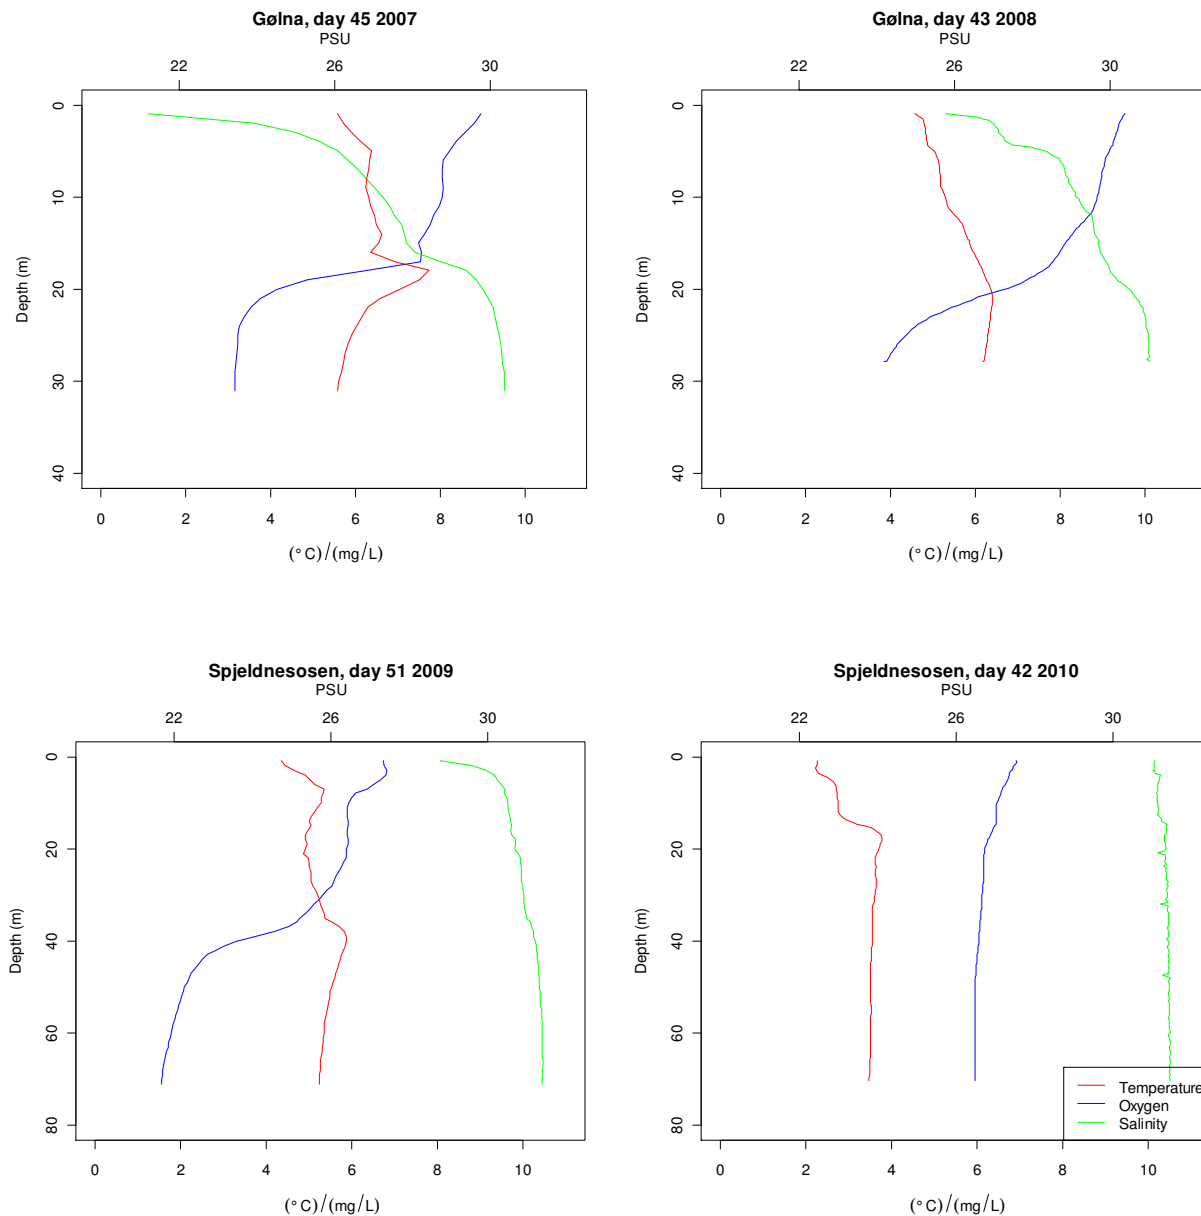 Gølna, day 45 2007
PSU
22 26 30
0
10
20
30
40
Depth (m)
0 2 4 6 8 10
(° C)/(mg/L)
Gølna, day 43 2008
PSU
22 26 30
0
10
20
30
40
Depth (m)
0 2 4 6 8 10
(° C)/(mg/L)
Spjeldnesosen, day 51 2009
PSU
22 26 30
0
20
40
60
80
Depth (m)
0 2 4 6 8 10
(° C)/(mg/L)
Spjeldnesosen, day 42 2010
PSU
22 26 30
0
20
40
60
80
Depth (m)
Temperature
Oxygen
Salinity
0 2 4 6 8 10
(° C)/(mg/L)